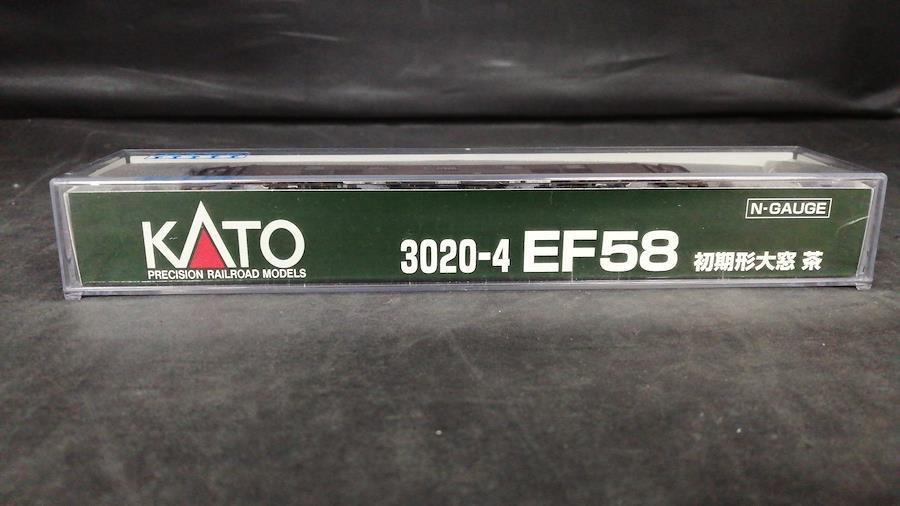 N-GAUGE
KATO
PRECISION RAILROAD MODELS
3020-4 EF58 初期形大窓 茶